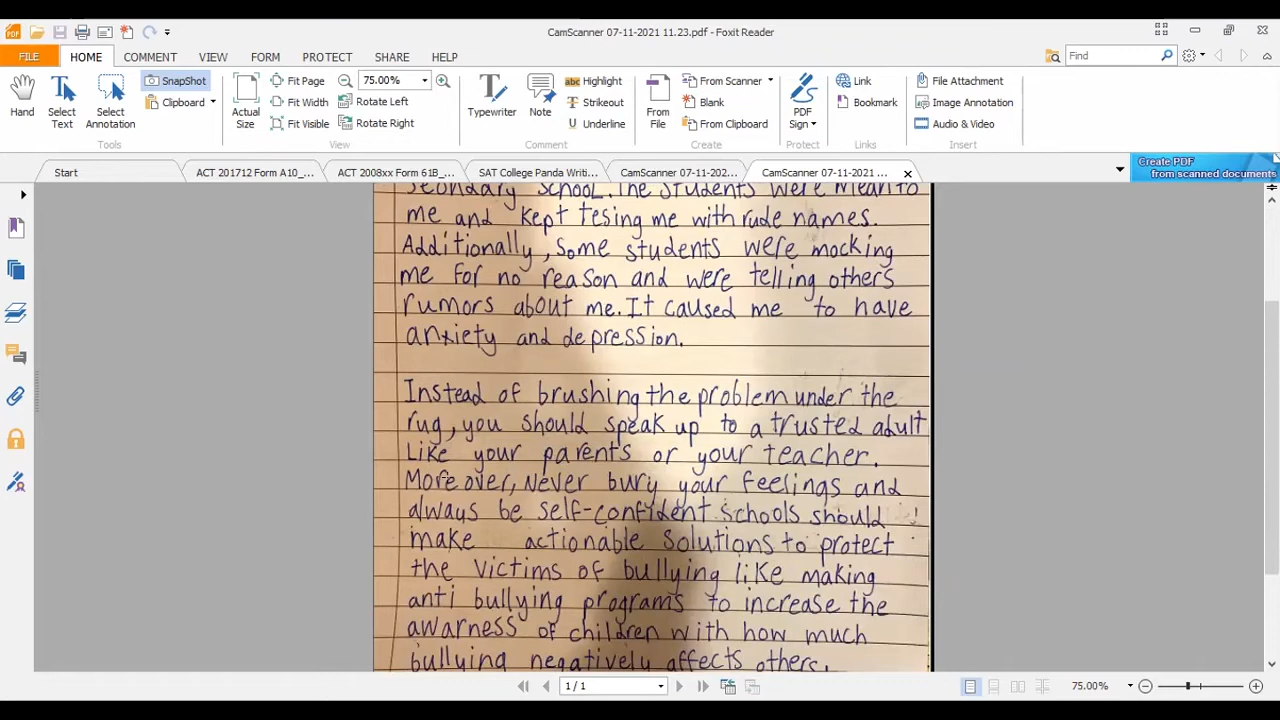 CamScanner 07-11-2021 11.23.pdf - Foxit Reader
FILE HOME COMMENT VIEW FORM PROTECT SHARE HELP
Find
Hand
Select Text
Select Annotation
SnapShot
Clipboard
Tools
Actual Size
Fit Page
Fit Width
Fit Visible
75.00%
Rotate Left
Rotate Right
View
Typewriter
Note
Highlight
Strikeout
Underline
Comment
From File
From Scanner
Blank
From Clipboard
Create
PDF Sign
Protect
Link
Bookmark
Links
File Attachment
Image Annotation
Audio & Video
Insert
Start
ACT 201712 Form A10_...
ACT 2008xx Form 61B_...
SAT College Panda Writi...
CamScanner 07-11-202...
CamScanner 07-11-2021 ...
Create PDF
from scanned documents
secondary school. The students were mean to
me and kept tesing me with rude names.
Additionally, some students were mocking
me for no reason and were telling others
rumors about me. It caused me to have
anxiety and depression.
Instead of brushing the problem under the
rug, you should speak up to a trusted adult
like your parents or your teacher.
More over, Never bury your feelings and
always be self-confident schools should
make actionable solutions to protect
the victims of bullying like making
anti bullying programs to increase the
awarness of children with how much
bullying negatively affects others.
1 / 1
75.00%